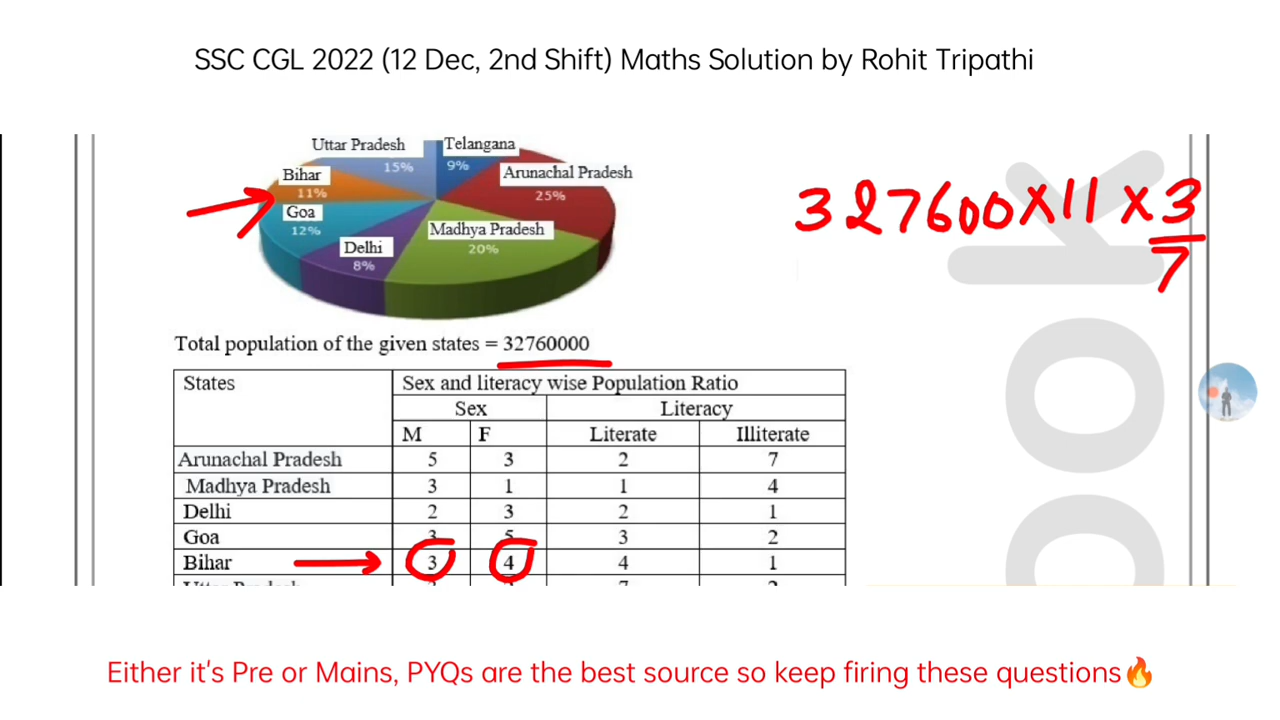 SSC CGL 2022 (12 Dec, 2nd Shift) Maths Solution by Rohit Tripathi
Uttar Pradesh
15%
Telangana
9%
Bihar
11%
Arunachal Pradesh
25%
Goa
12%
Madhya Pradesh
20%
Delhi
8%
327600×11×3/7
Total population of the given states = 32760000
States Sex and literacy wise Population Ratio
Sex Literacy
M F Literate Illiterate
Arunachal Pradesh 5 3 2 7
Madhya Pradesh 3 1 1 4
Delhi 2 3 2 1
Goa 3 5 3 2
Bihar 3 4 4 1
ook
Either it's Pre or Mains, PYQs are the best source so keep firing these questions🔥